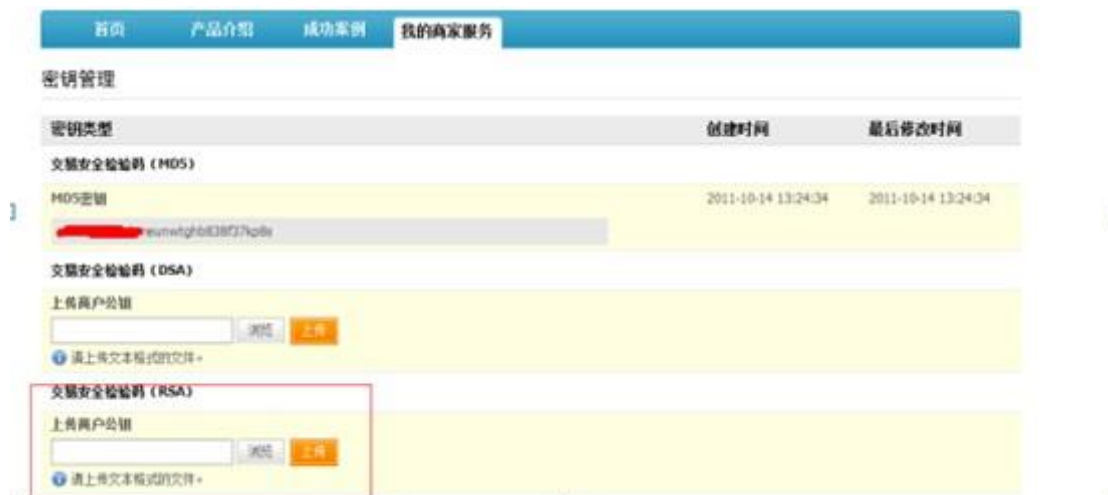 首页 产品介绍 成功案例 我的商家服务
密钥管理
密钥类型 创建时间 最后修改时间
交易安全检验码 (MD5)
MD5密钥 2011-10-14 13:24:34 2011-10-14 13:24:34
交易安全检验码 (DSA)
上传商户公钥
浏览 上传
请上传文本格式的文件。
交易安全检验码 (RSA)
上传商户公钥
浏览 上传
请上传文本格式的文件。